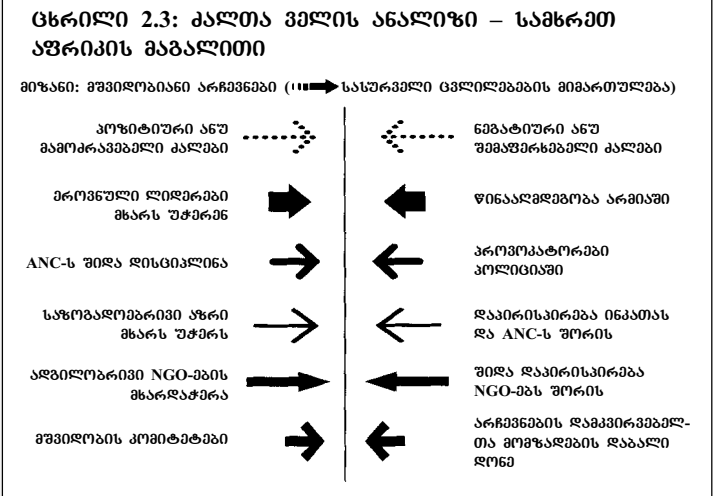 ცხრილი 2.3: ძალთა ველის ანალიზი – სამხრეთ
აფრიკის მაგალითი
მიზანი: მშვიდობიანი არჩევნები (სასურველი ცვლილებების მიმართულება)
პოზიტიური ანუ
მამოძრავებელი ძალები
ნეგატიური ანუ
შემაფერხებელი ძალები
ეროვნული ლიდერები
მხარს უჭერენ
წინააღმდეგობა არმიაში
ANC-ს შიდა დისციპლინა
პროვოკატორები
პოლიციაში
საზოგადოებრივი აზრი
მხარს უჭერს
დაპირისპირება ინკათას
და ANC-ს შორის
ადგილობრივი NGO-ების
მხარდაჭერა
შიდა დაპირისპირება
NGO-ებს შორის
მშვიდობის კომიტეტები
არჩევნების დამკვირვებელ-
თა მომზადების დაბალი
დონე